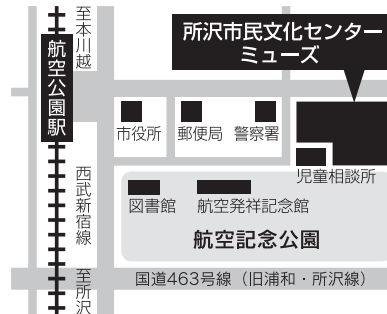 至本川越
所沢市民文化センター
ミューズ
航空公園駅
市役所
郵便局
警察署
児童相談所
西武新宿線
図書館
航空発祥記念館
航空記念公園
国道463号線（旧浦和・所沢線）
至所沢